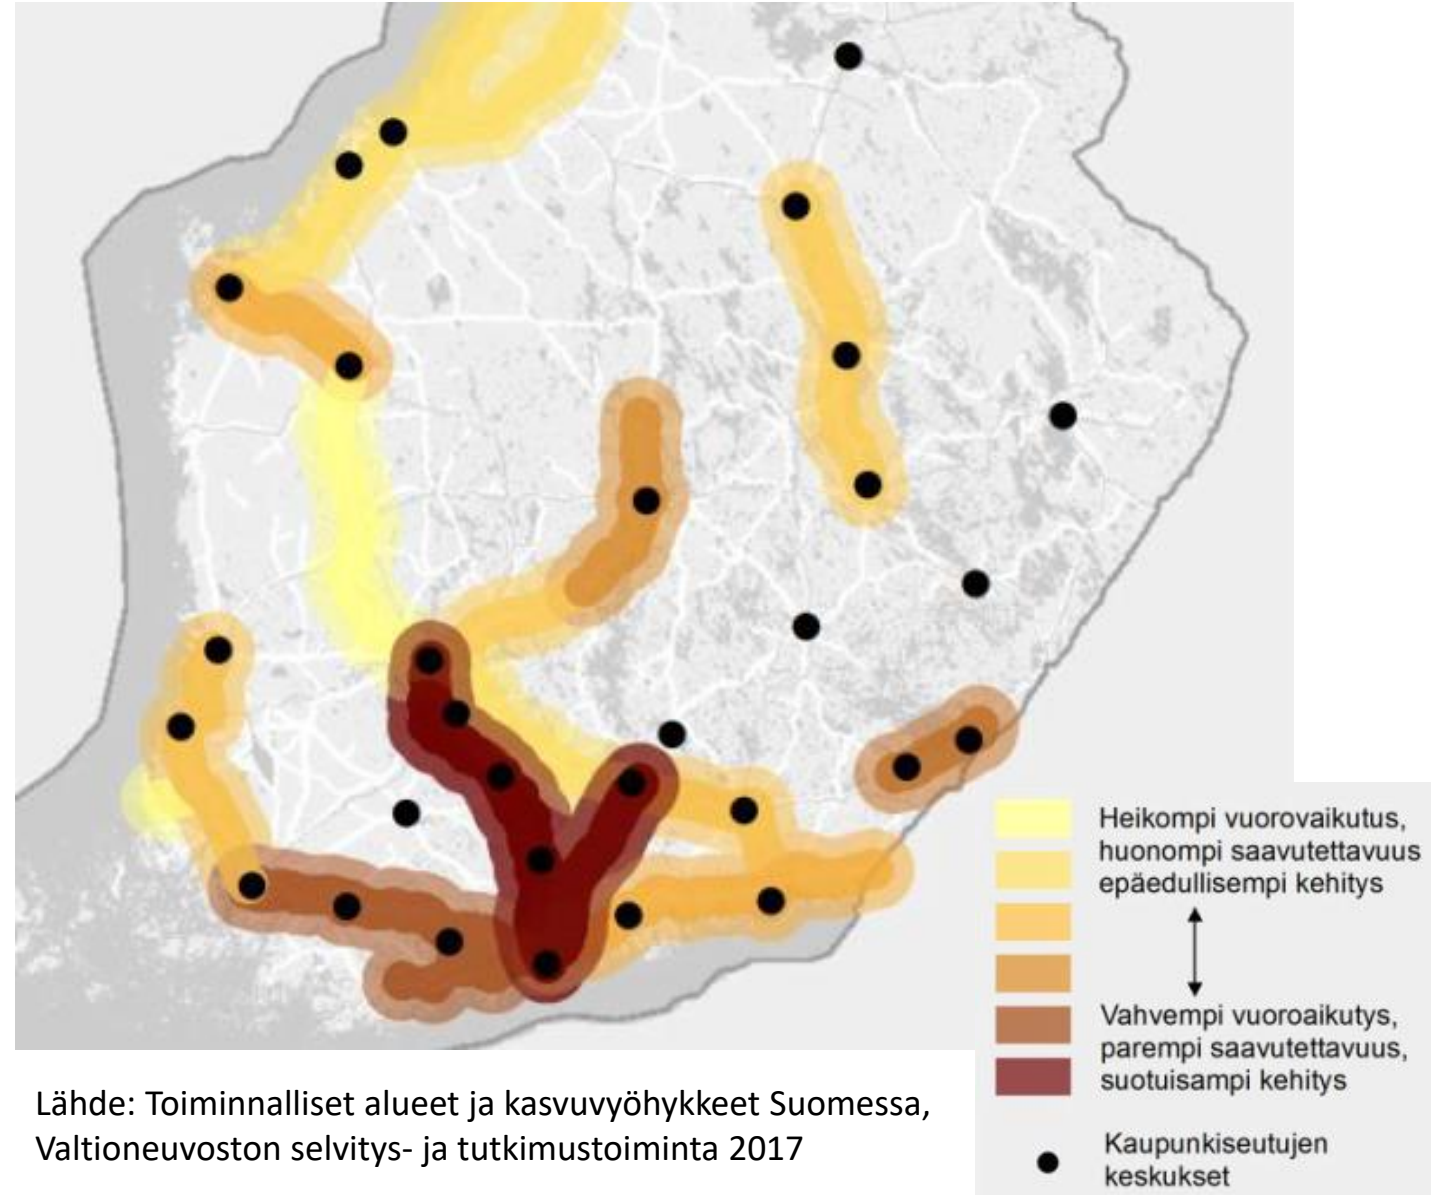 Heikompi vuorovaikutus,
huonompi saavutettavuus
epäedullisempi kehitys
Vahvempi vuoroaikutys,
parempi saavutettavuus,
suotuisampi kehitys
Kaupunkiseutujen
keskukset
Lähde: Toiminnalliset alueet ja kasvuvyöhykkeet Suomessa,
Valtioneuvoston selvitys- ja tutkimustoiminta 2017